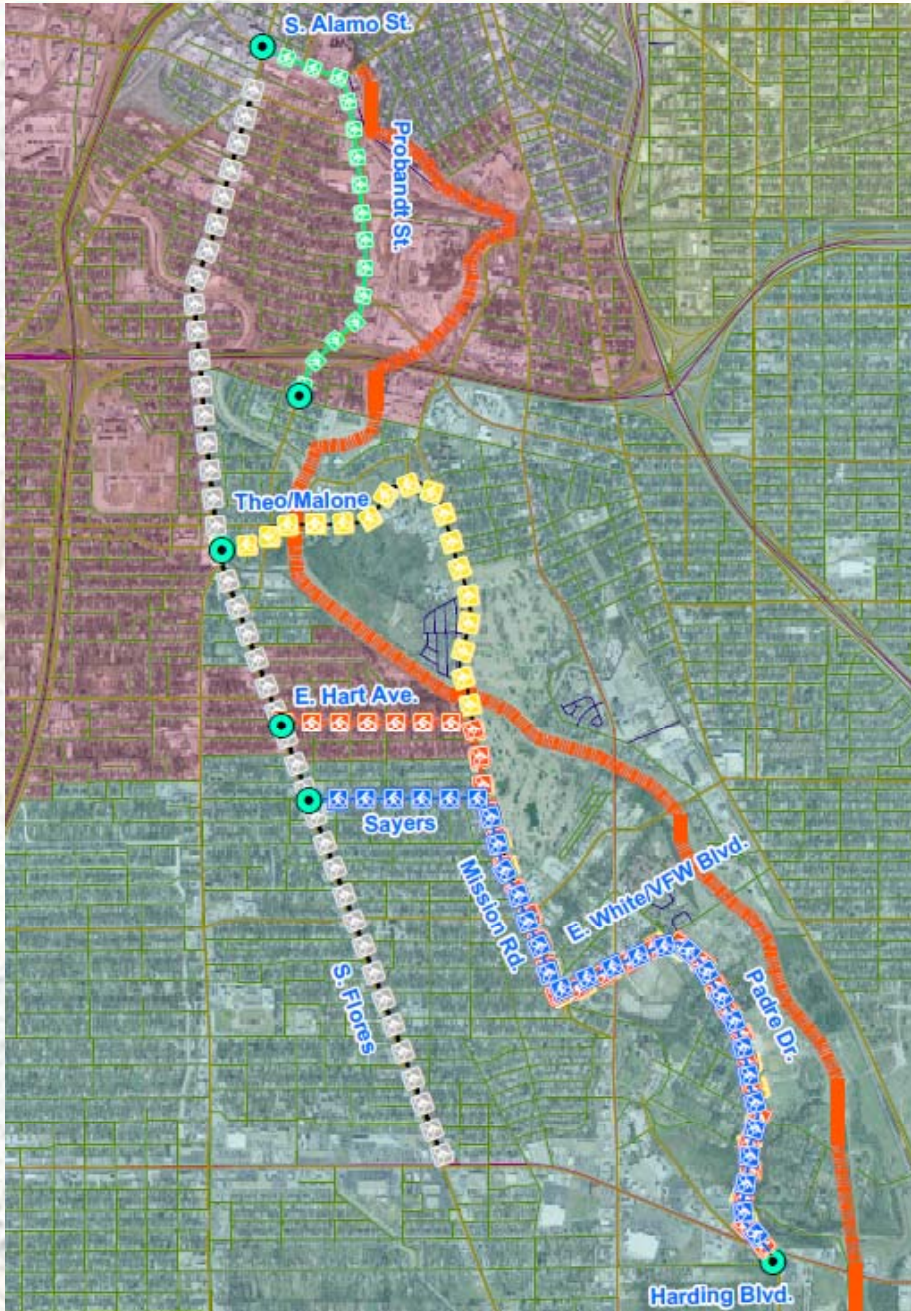 S. Alamo St.
Probandt St.
Theo/Malone
E. Hart Ave.
Sayers
Mission Rd.
E. White/VFW Blvd.
Padre Dr.
S. Flores
Harding Blvd.